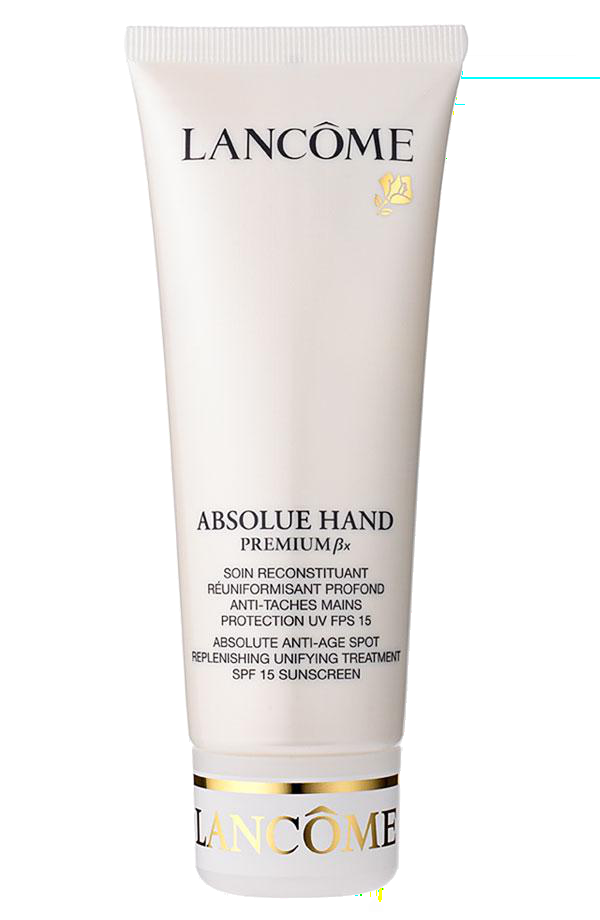 LANCÔME
ABSOLUE HAND
PREMIUM βx
SOIN RECONSTITUANT
RÉUNIFORMISANT PROFOND
ANTI-TACHES MAINS
PROTECTION UV FPS 15
ABSOLUTE ANTI-AGE SPOT
REPLENISHING UNIFYING TREATMENT
SPF 15 SUNSCREEN
LANCÔME